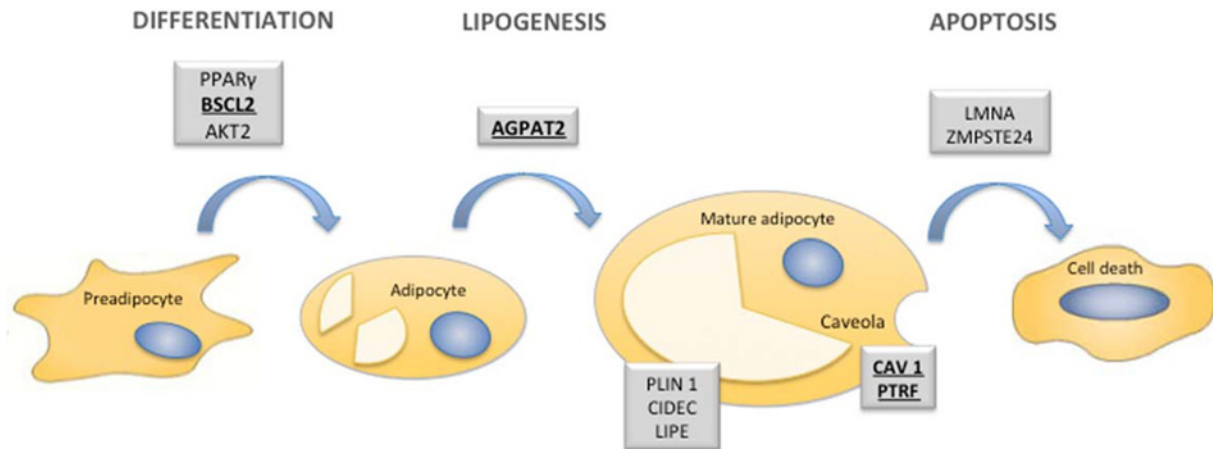 DIFFERENTIATION
LIPOGENESIS
APOPTOSIS
PPARγ
BSCL2
AKT2
AGPAT2
LMNA
ZMPSTE24
Preadipocyte
Adipocyte
Mature adipocyte
Caveola
Cell death
PLIN 1
CIDEC
LIPE
CAV 1
PTRF